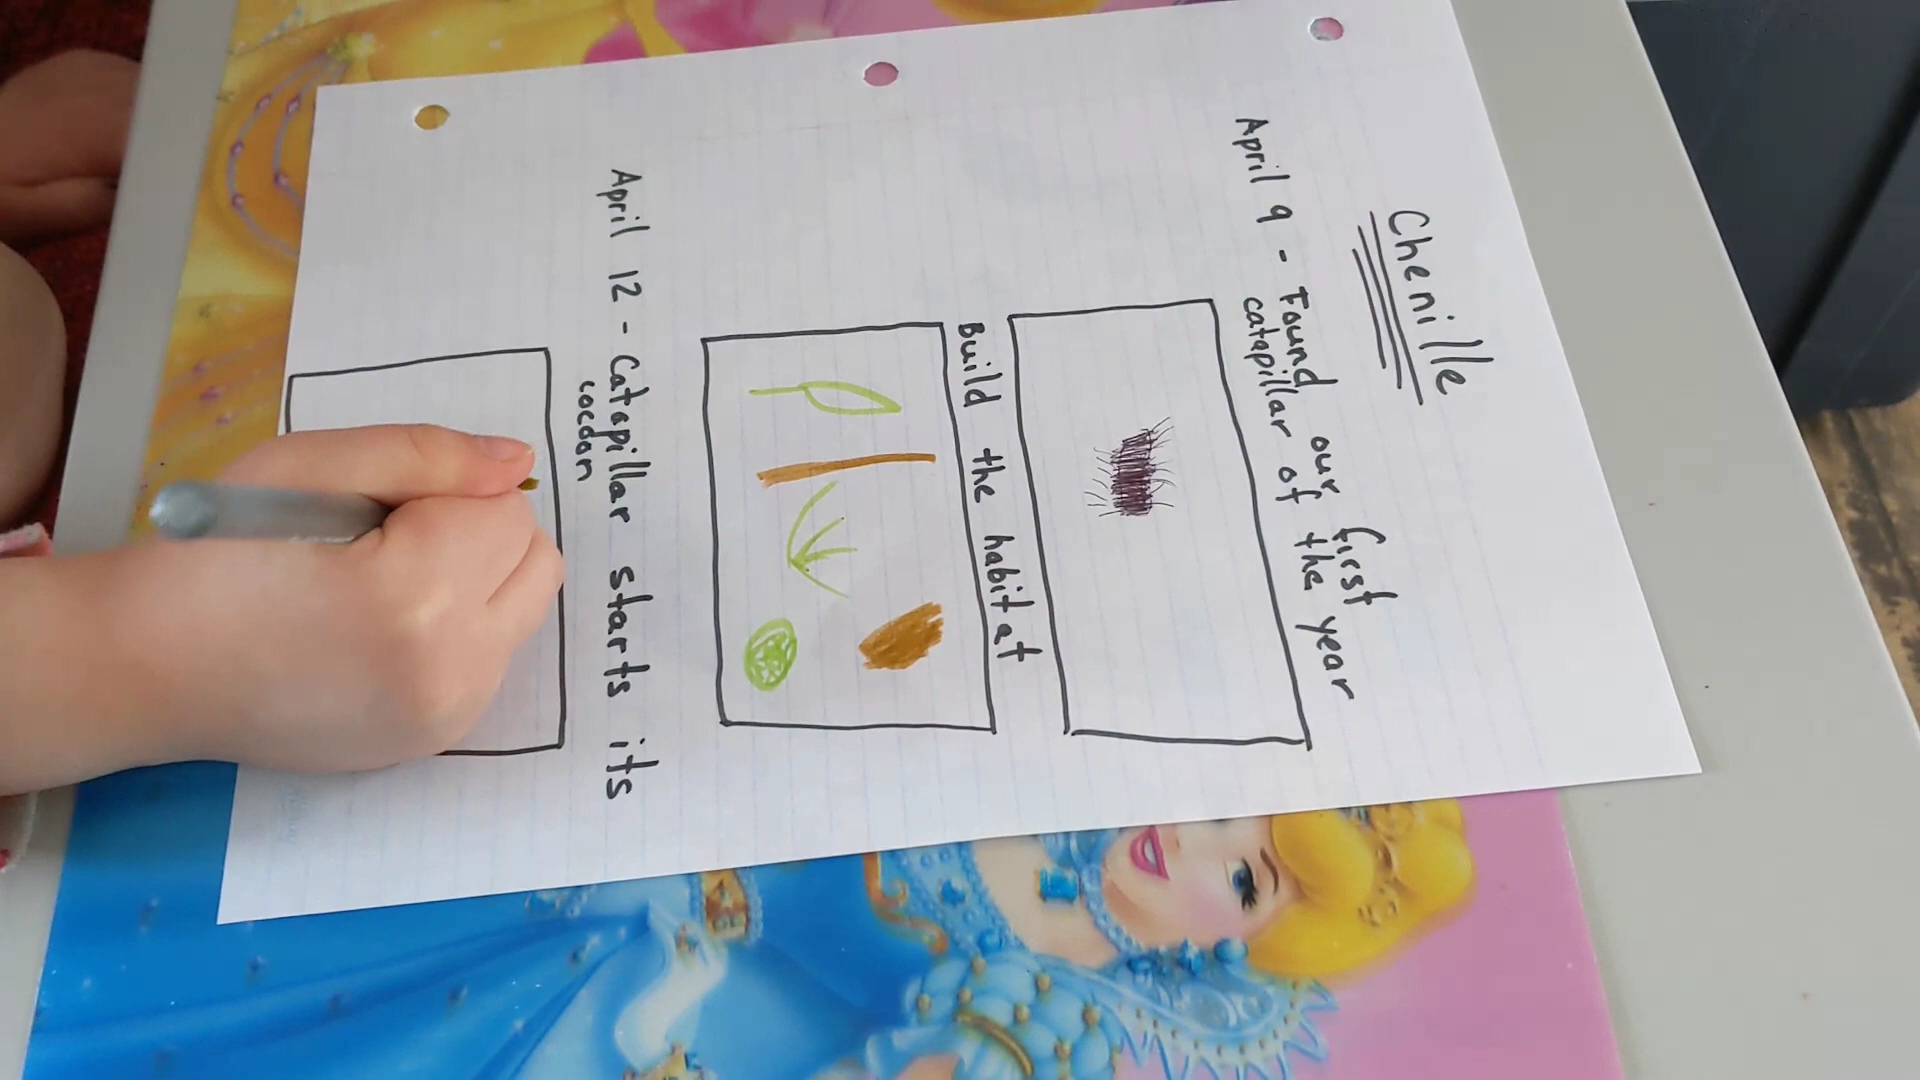 Chenille
April 9 - Found our first
catapillar of the year
Build the habitat
April 12 - Catapillar starts its
cocoon